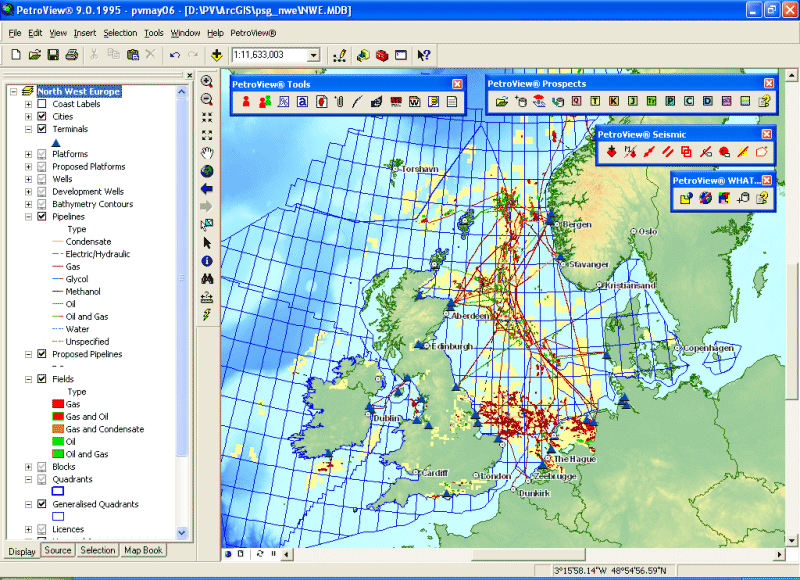 PetroView® 9.0.1995 - pvmay06 - [D:\PV\ArcGIS\psg_nwe\NWE.MDB]
File Edit View Insert Selection Tools Window Help PetroView®
1:11,633,003
North West Europe
Coast Labels
Cities
Terminals
Platforms
Proposed Platforms
Wells
Development Wells
Bathymetry Contours
Pipelines
Type
Condensate
Electric/Hydraulic
Gas
Glycol
Methanol
Oil
Oil and Gas
Water
Unspecified
Proposed Pipelines
Fields
Type
Gas
Gas and Oil
Gas and Condensate
Oil
Oil and Gas
Blocks
Quadrants
Generalised Quadrants
Licences
Display Source Selection Map Book
PetroView® Tools
PetroView® Prospects
Q T K J Tr P C D
PetroView® Seismic
PetroView® WHAT...
Torshavn
Bergen
Oslo
Stavanger
Kristiansand
Aberdeen
Edinburgh
Copenhagen
Dublin
The Hague
Cardiff
London
Zeebrugge
Dunkirk
3°15'58.14"W 48°54'56.59"N